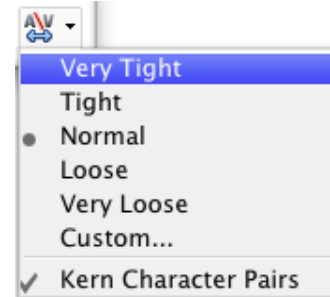 AV
Very Tight
Tight
Normal
Loose
Very Loose
Custom...
Kern Character Pairs